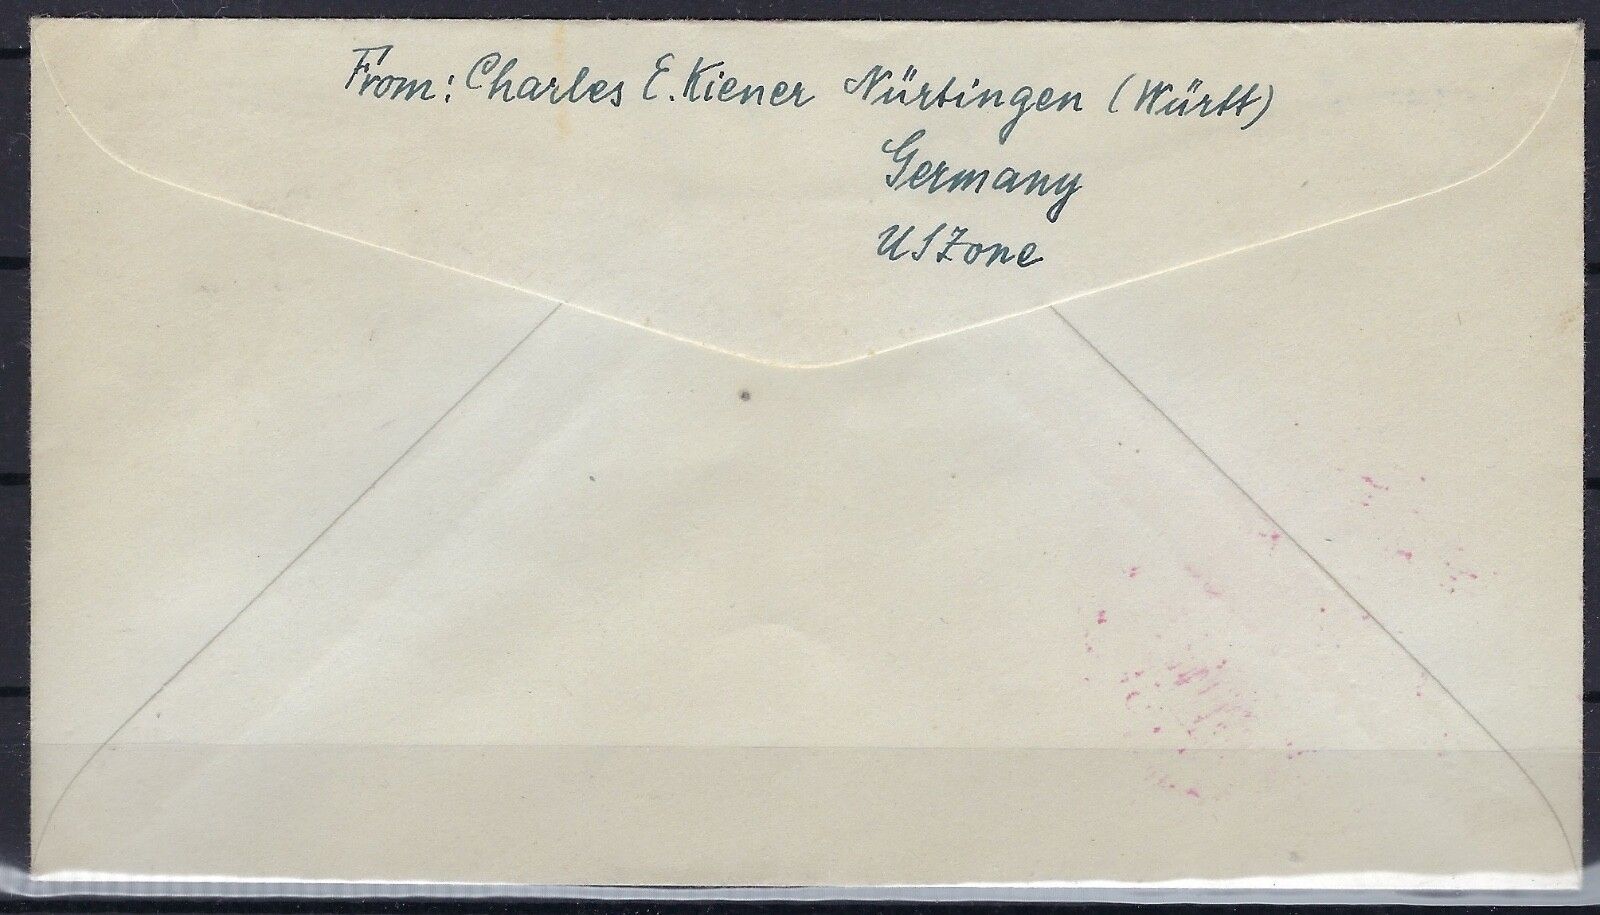 From: Charles E. Kiener Nürtingen (Württ)
Germany
US Zone